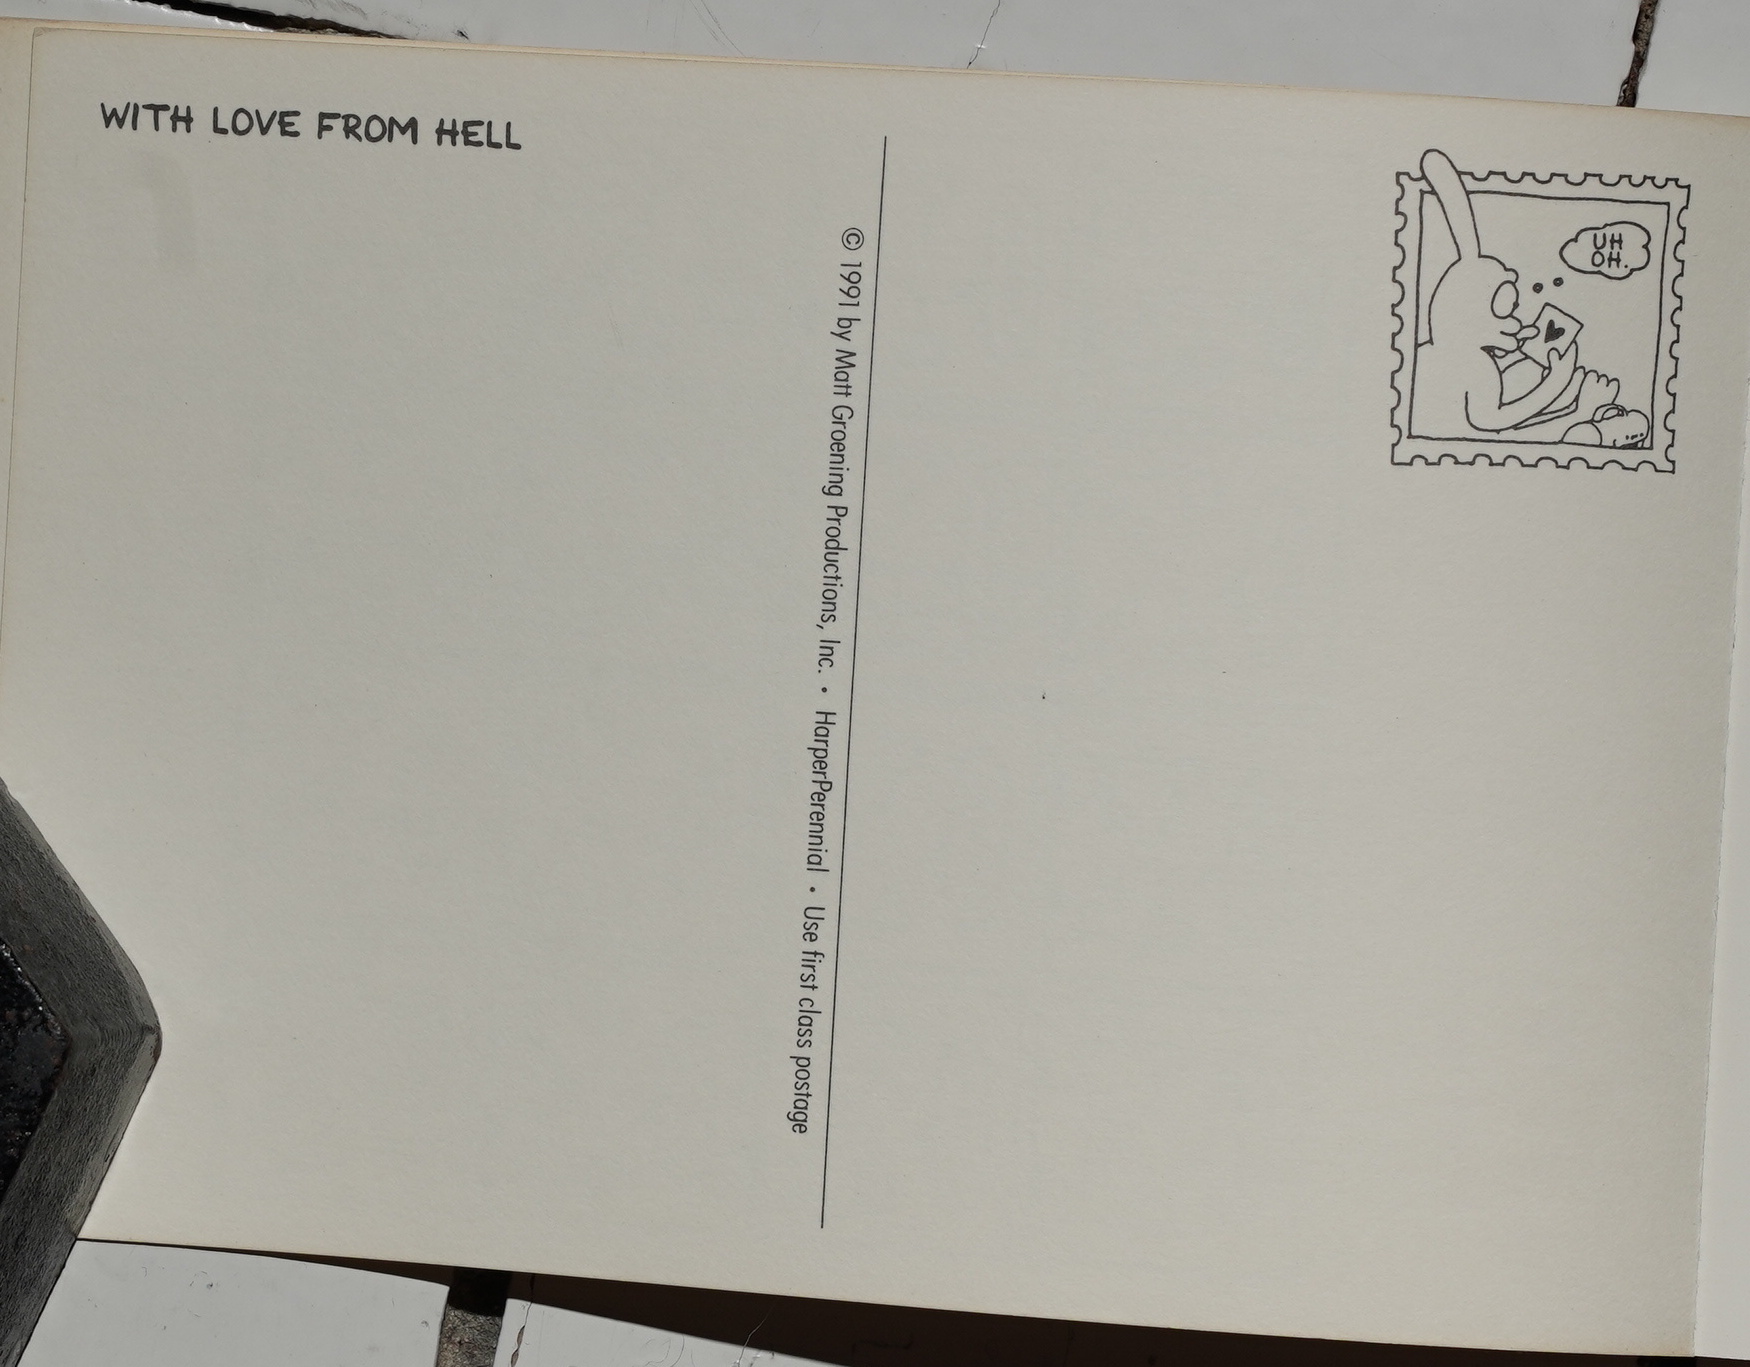 WITH LOVE FROM HELL
© 1991 by Matt Groening Productions, Inc. • HarperPerennial • Use first class postage
UH
OH.